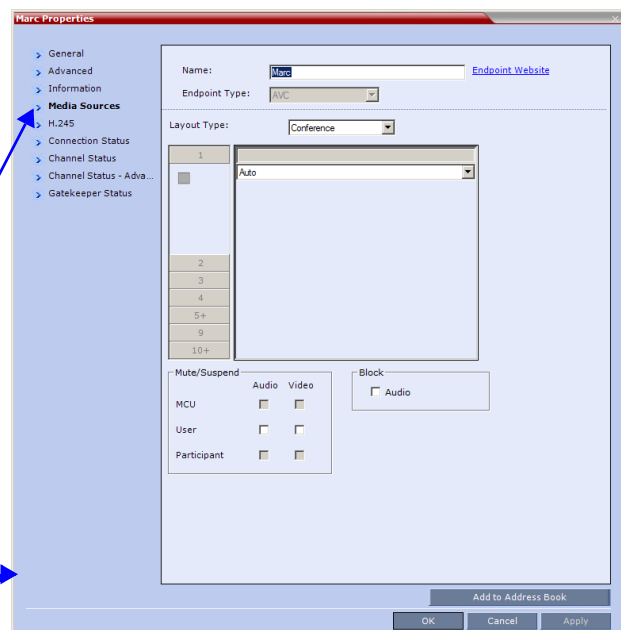 Marc Properties
General
Advanced
Information
Media Sources
H.245
Connection Status
Channel Status
Channel Status - Adva...
Gatekeeper Status
Name: Marc Endpoint Website
Endpoint Type: AVC
Layout Type: Conference
1
Auto
2
3
4
5+
9
10+
Mute/Suspend
Audio Video
MCU
User
Participant
Block
Audio
Add to Address Book
OK Cancel Apply